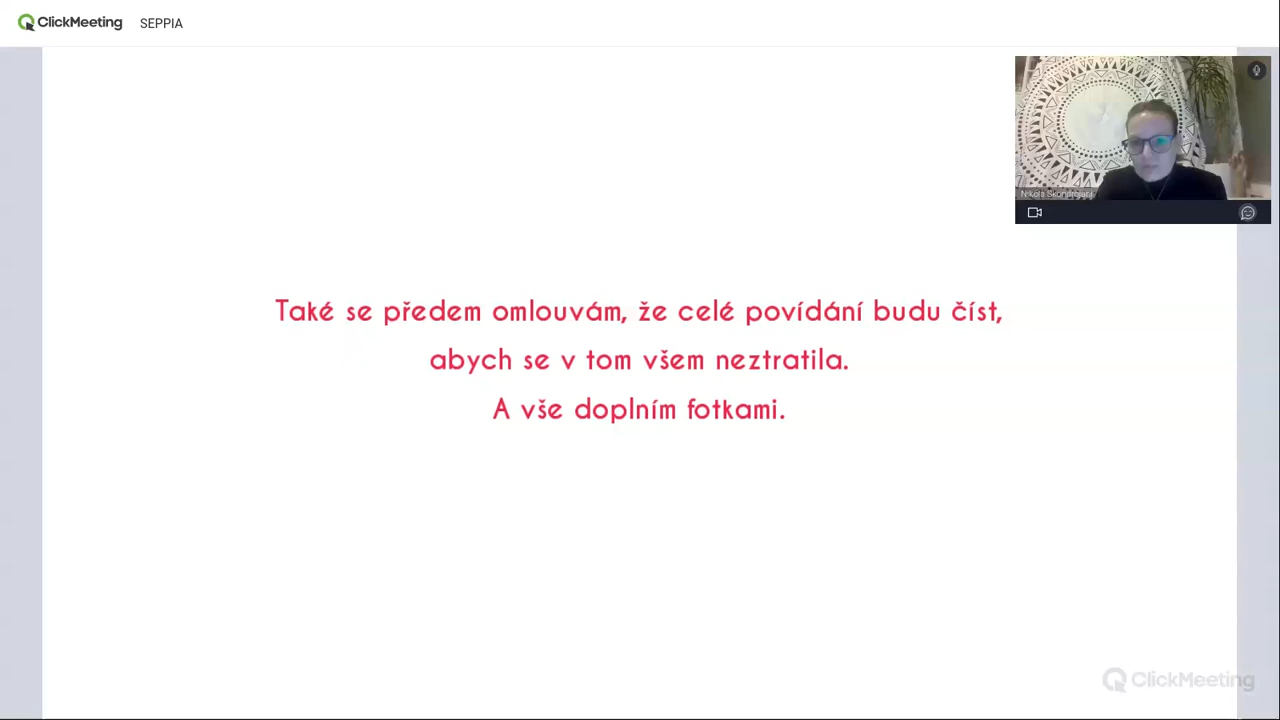 ClickMeeting SEPPIA
Také se předem omlouvám, že celé povídání budu číst,
abych se v tom všem neztratila.
A vše doplním fotkami.
Nikola
ClickMeeting